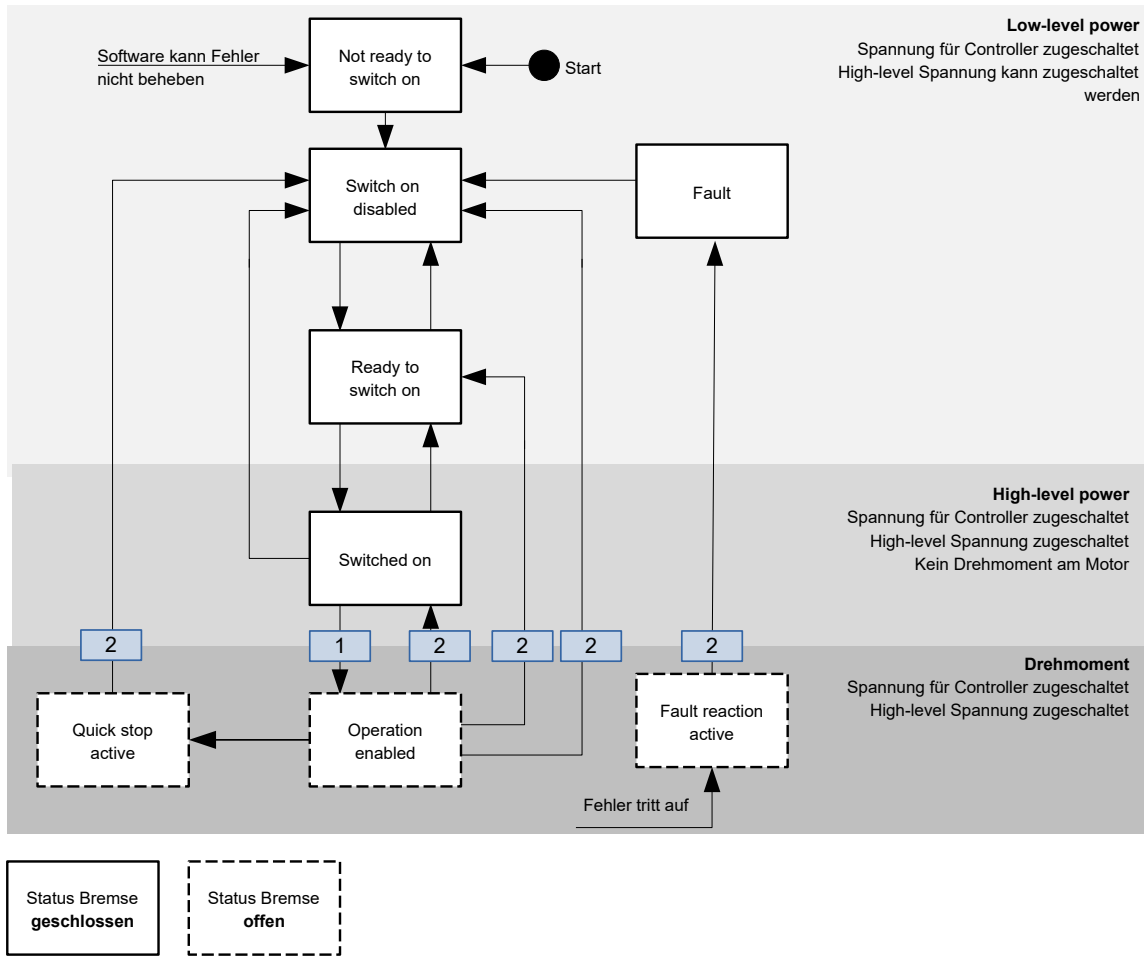 Low-level power
Spannung für Controller zugeschaltet
High-level Spannung kann zugeschaltet
werden
Software kann Fehler
nicht beheben
Not ready to
switch on
Start
Switch on
disabled
Fault
Ready to
switch on
High-level power
Spannung für Controller zugeschaltet
High-level Spannung zugeschaltet
Kein Drehmoment am Motor
Switched on
2
1
2
2
2
2
Drehmoment
Spannung für Controller zugeschaltet
High-level Spannung zugeschaltet
Quick stop
active
Operation
enabled
Fault reaction
active
Fehler tritt auf
Status Bremse
geschlossen
Status Bremse
offen